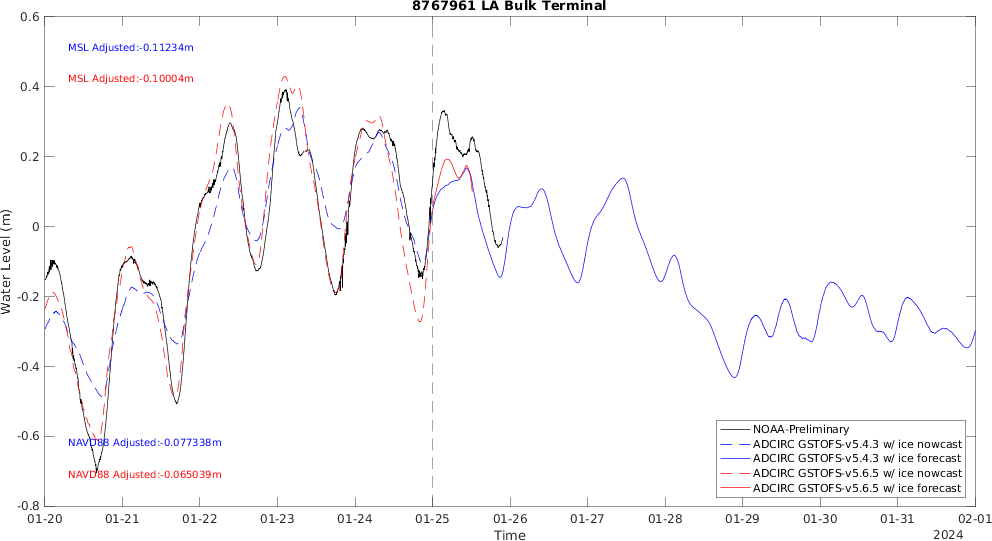 8767961 LA Bulk Terminal
0.6
0.4
0.2
0
-0.2
-0.4
-0.6
-0.8
Water Level (m)
MSL Adjusted:-0.11234m
MSL Adjusted:-0.10004m
NAVD88 Adjusted:-0.077338m
NAVD88 Adjusted:-0.065039m
NOAA-Preliminary
ADCIRC GSTOFS-v5.4.3 w/ ice nowcast
ADCIRC GSTOFS-v5.4.3 w/ ice forecast
ADCIRC GSTOFS-v5.6.5 w/ ice nowcast
ADCIRC GSTOFS-v5.6.5 w/ ice forecast
01-20 01-21 01-22 01-23 01-24 01-25 01-26 01-27 01-28 01-29 01-30 01-31 02-01
Time
2024